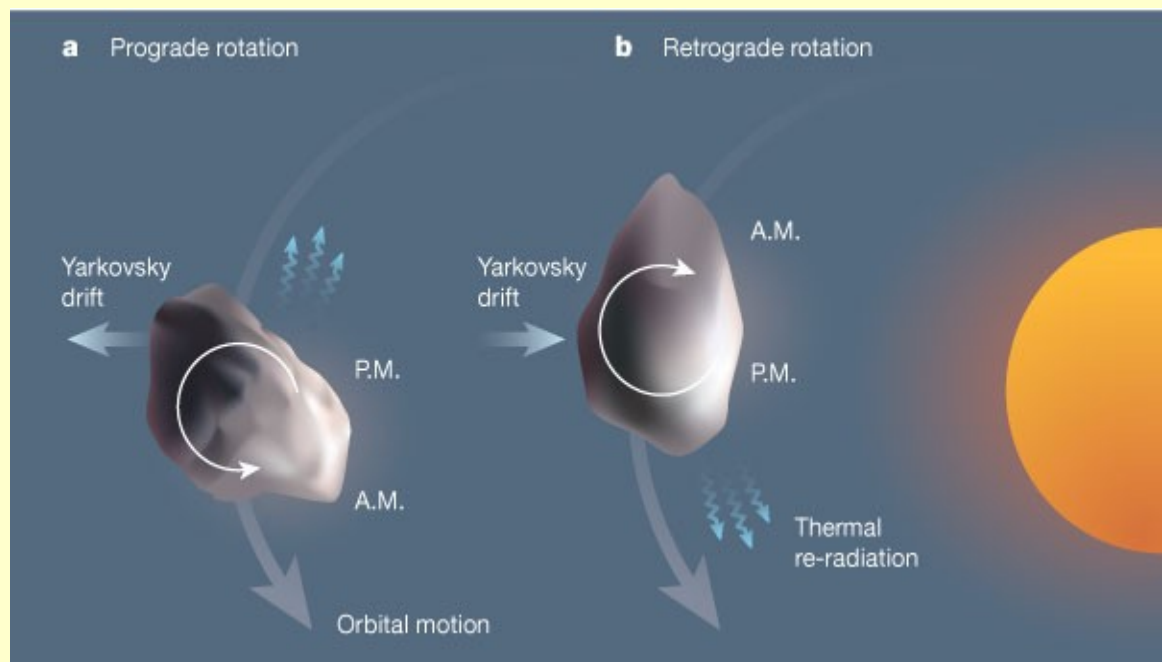 a Prograde rotation
b Retrograde rotation
Yarkovsky
drift
P.M.
A.M.
Orbital motion
Yarkovsky
drift
A.M.
P.M.
Thermal
re-radiation